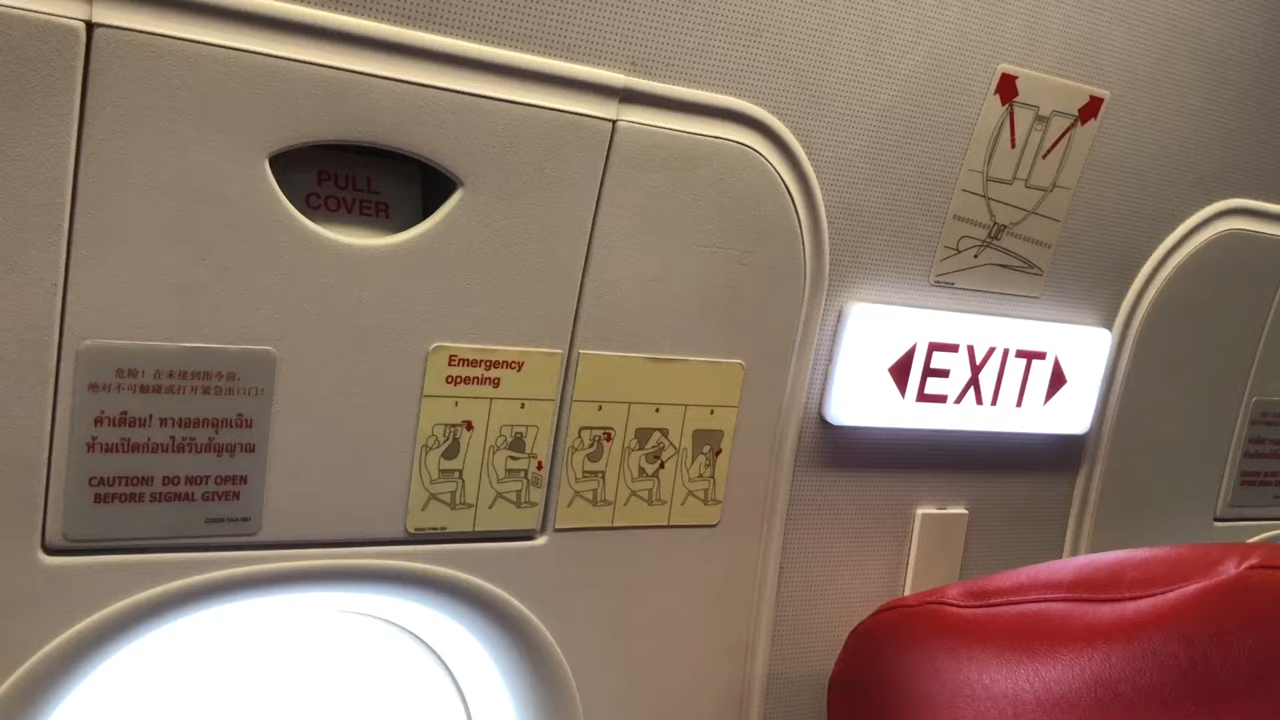 PULL
COVER
危险！在未接到指令前，
绝对不可触碰或打开紧急出口门！
คำเตือน! ทางออกฉุกเฉิน
ห้ามเปิดก่อนได้รับสัญญาณ
CAUTION! DO NOT OPEN
BEFORE SIGNAL GIVEN
Emergency
opening
1 2 3 4 5
EXIT